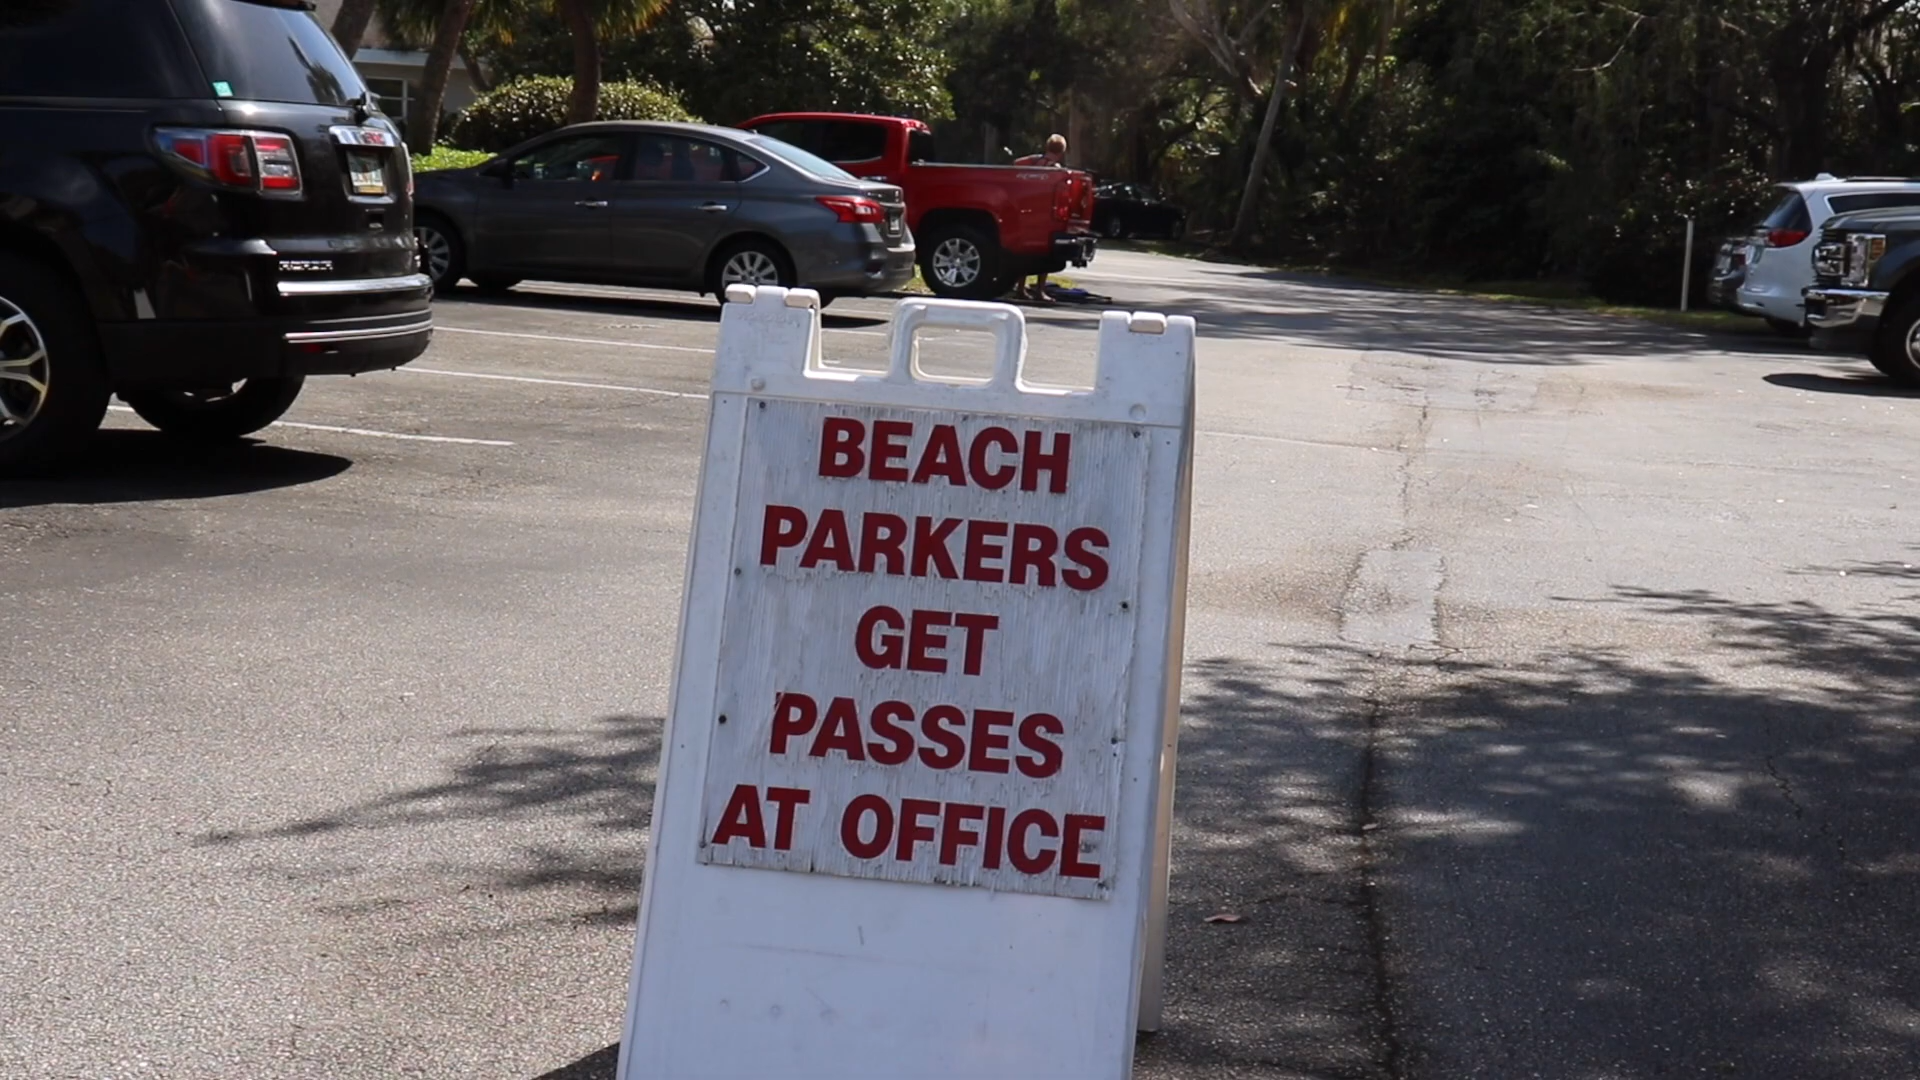 BEACH
PARKERS
GET
PASSES
AT OFFICE